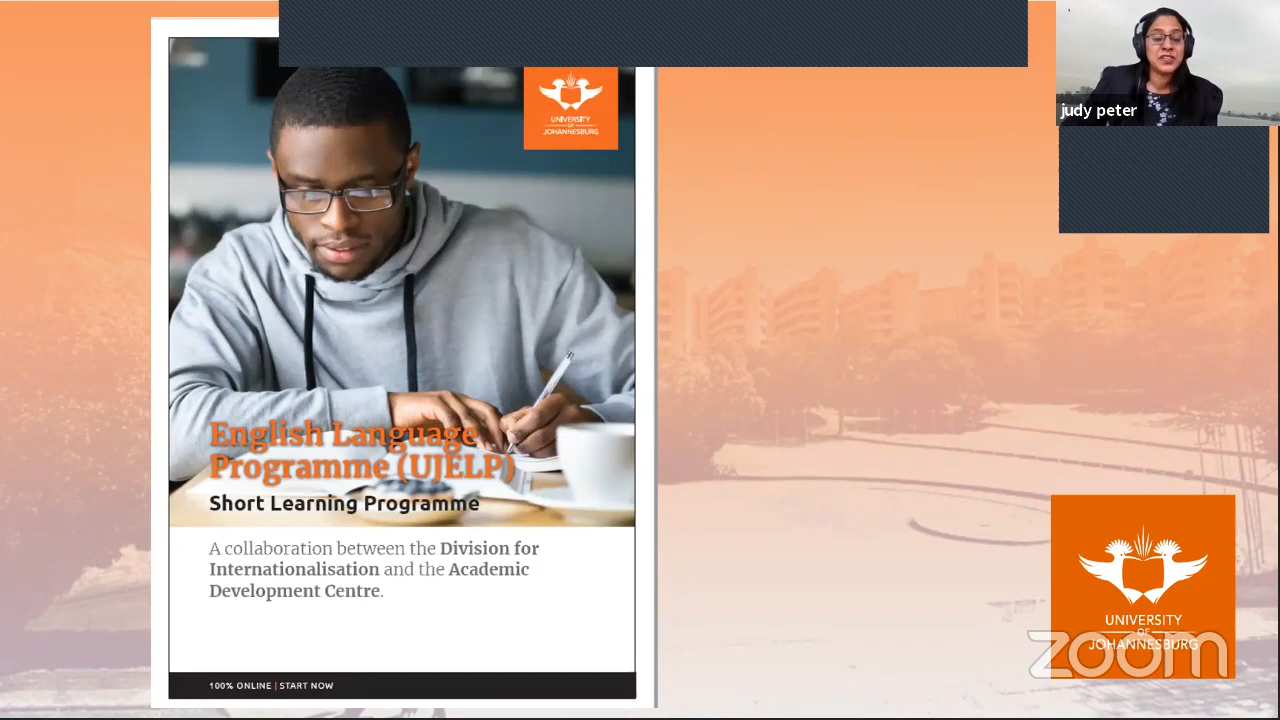 judy peter
UNIVERSITY
OF
JOHANNESBURG
English Language
Programme (UJELP)
Short Learning Programme
A collaboration between the Division for
Internationalisation and the Academic
Development Centre.
100% ONLINE | START NOW
UNIVERSITY
OF
JOHANNESBURG
zoom